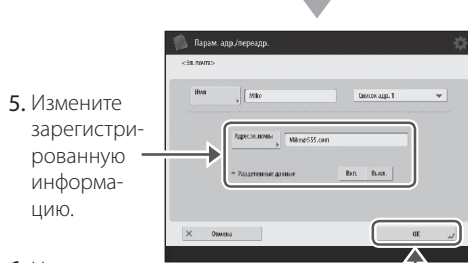 Парам. адр./переадр.
<Эл. почта>
Имя
Mike
Список адр. 1
5. Измените
зарегистри-
рованную
информа-
цию.
Адрес эл. почты
Mike@555.com
Разделенные данные
Вкл.
Выкл.
Отмена
OK